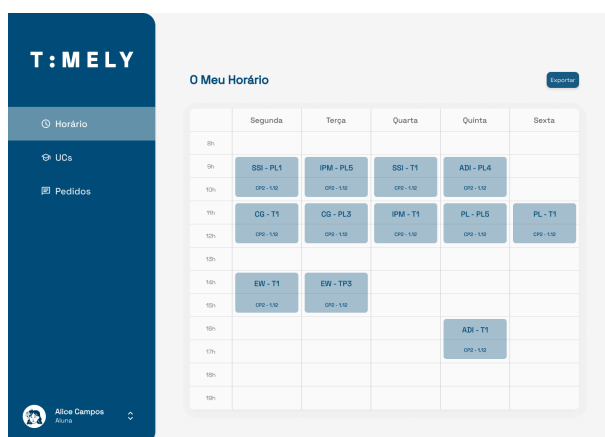 T:MELY
O Meu Horário
Exportar
Horário
UCs
Pedidos
Segunda Terça Quarta Quinta Sexta
8h
9h
SSI - PL1 IPM - PL5 SSI - T1 ADI - PL4
10h
CP2 - 1.12 CP2 - 1.12 CP2 - 1.12 CP2 - 1.12
11h
CG - T1 CG - PL3 IPM - T1 PL - PL5 PL - T1
12h
CP2 - 1.12 CP2 - 1.12 CP2 - 1.12 CP2 - 1.12 CP2 - 1.12
13h
14h
EW - T1 EW - TP3
15h
CP2 - 1.12 CP2 - 1.12
16h
ADI - T1
17h
CP2 - 1.12
18h
19h
Alice Campos
Aluna